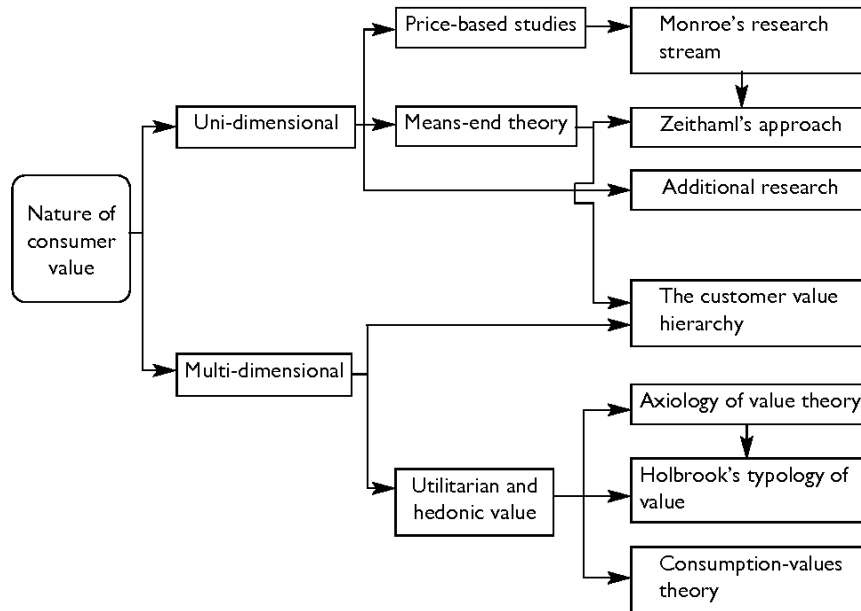 Price-based studies
Monroe's research
stream
Uni-dimensional
Means-end theory
Zeithaml's approach
Additional research
Nature of
consumer
value
The customer value
hierarchy
Multi-dimensional
Axiology of value theory
Utilitarian and
hedonic value
Holbrook's typology of
value
Consumption-values
theory